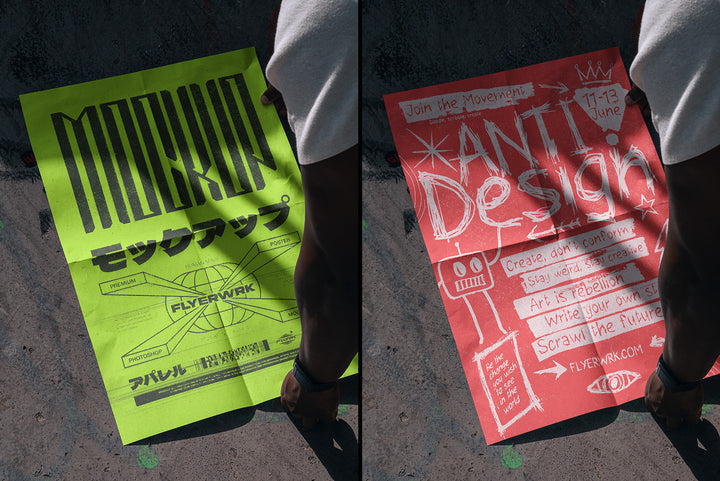 MOCKUP
モックアップ
PREMIUM
POSTER
FLYERWRK
PHOTOSHOP
アパレル
Join the Movement
11-13
June
ANTI
Design
Create, don't conform
Stay weird, stay creative
Art is rebellion
Write your own st
Scrawl the future
Be the
change you
wish
to see
in the
world
FLYERWRK.COM